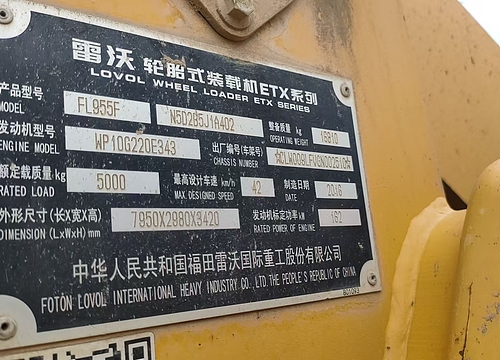 雷沃 轮胎式装载机ETX系列
LOVOL WHEEL LOADER ETX SERIES
产品型号 MODEL FL955F N5D285J1A402 整备质量 kg OPERATING WEIGHT 16810
发动机型号 ENGINE MODEL WP10G220E343 出厂编号(车架号) CHASSIS NUMBER
额定载质量 kg RATED LOAD 5000 最高设计车速 km/h MAX DESIGNED SPEED 42 制造日期 DATE 2016
外形尺寸 (长X宽X高) DIMENSION (LxWxH) mm 7950X2980X3420 发动机标定功率 kW RATED POWER OF ENGINE 162
中华人民共和国福田雷沃国际重工股份有限公司
FOTON LOVOL INTERNATIONAL HEAVY INDUSTRY CO. LTD. THE PEOPLE'S REPUBLIC OF CHINA